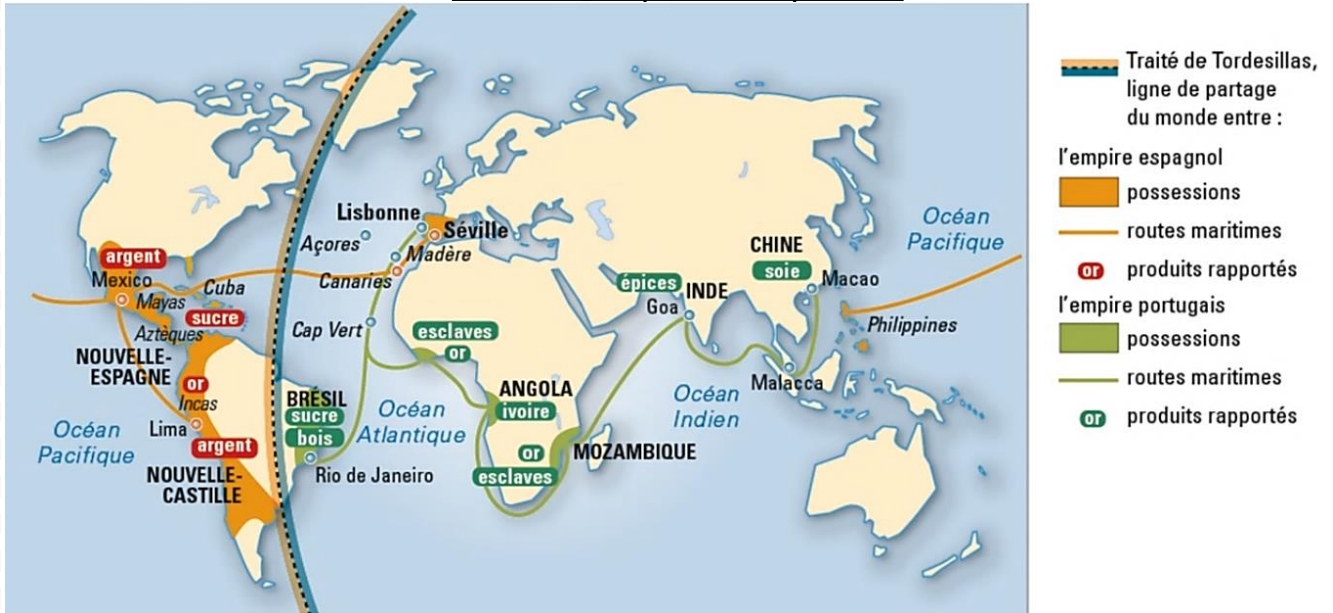 argent
Mexico
Mayas
Cuba
sucre
Aztèques
NOUVELLE-
ESPAGNE
or
Incas
Lima
argent
NOUVELLE-
CASTILLE
Océan
Pacifique
Lisbonne
Séville
Açores
Madère
Canaries
Cap Vert
esclaves
or
BRÉSIL
sucre
bois
Océan
Atlantique
Rio de Janeiro
ANGOLA
ivoire
or
esclaves
MOZAMBIQUE
épices
INDE
Goa
CHINE
soie
Macao
Malacca
Océan
Indien
Philippines
Océan
Pacifique
Traité de Tordesillas,
ligne de partage
du monde entre :
l'empire espagnol
possessions
routes maritimes
or produits rapportés
l'empire portugais
possessions
routes maritimes
or produits rapportés